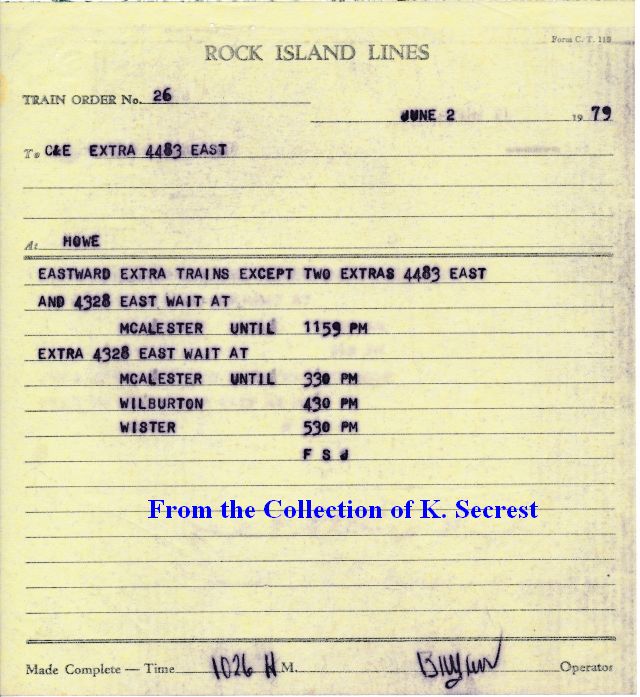 Form C. T. 110
ROCK ISLAND LINES
TRAIN ORDER No. 26
JUNE 2 1979
To C&E EXTRA 4483 EAST
At HOWE
EASTWARD EXTRA TRAINS EXCEPT TWO EXTRAS 4483 EAST
AND 4328 EAST WAIT AT
MCALESTER UNTIL 1159 PM
EXTRA 4328 EAST WAIT AT
MCALESTER UNTIL 330 PM
WILBURTON 430 PM
WISTER 530 PM
F S J
From the Collection of K. Secrest
Made Complete — Time 1026 A M. Operator